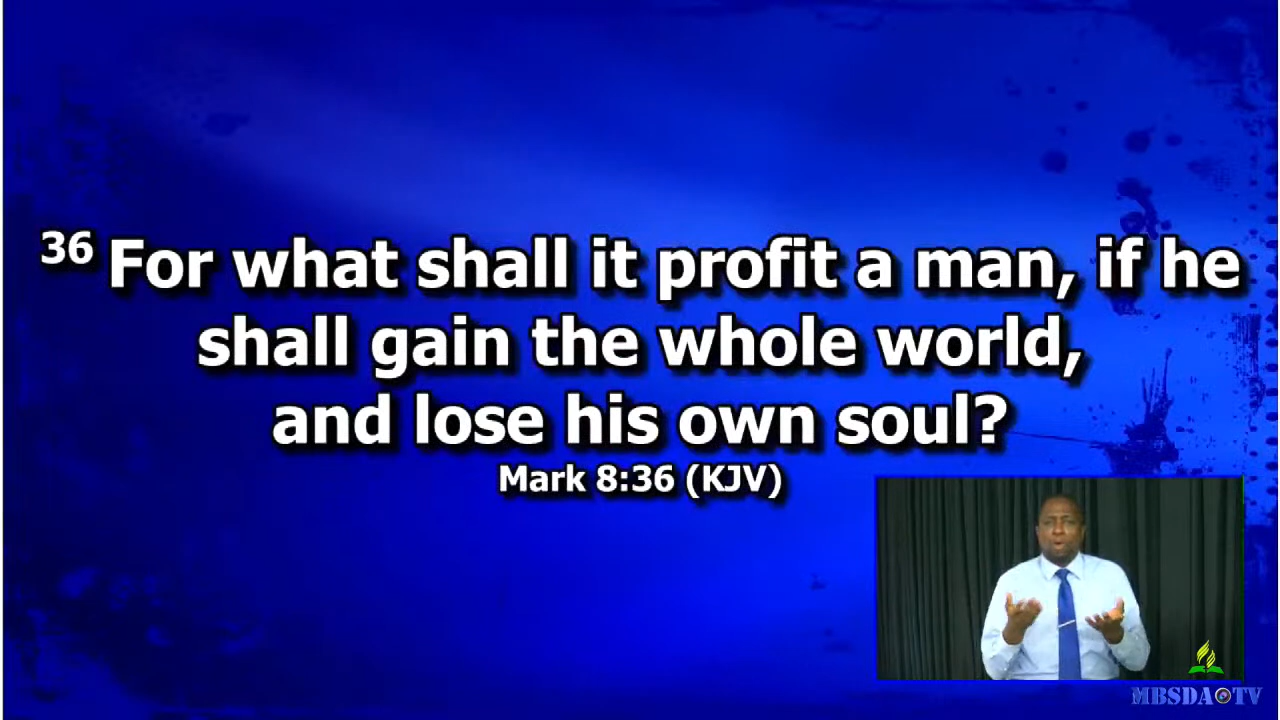 36 For what shall it profit a man, if he
shall gain the whole world,
and lose his own soul?
Mark 8:36 (KJV)
MBSDA TV